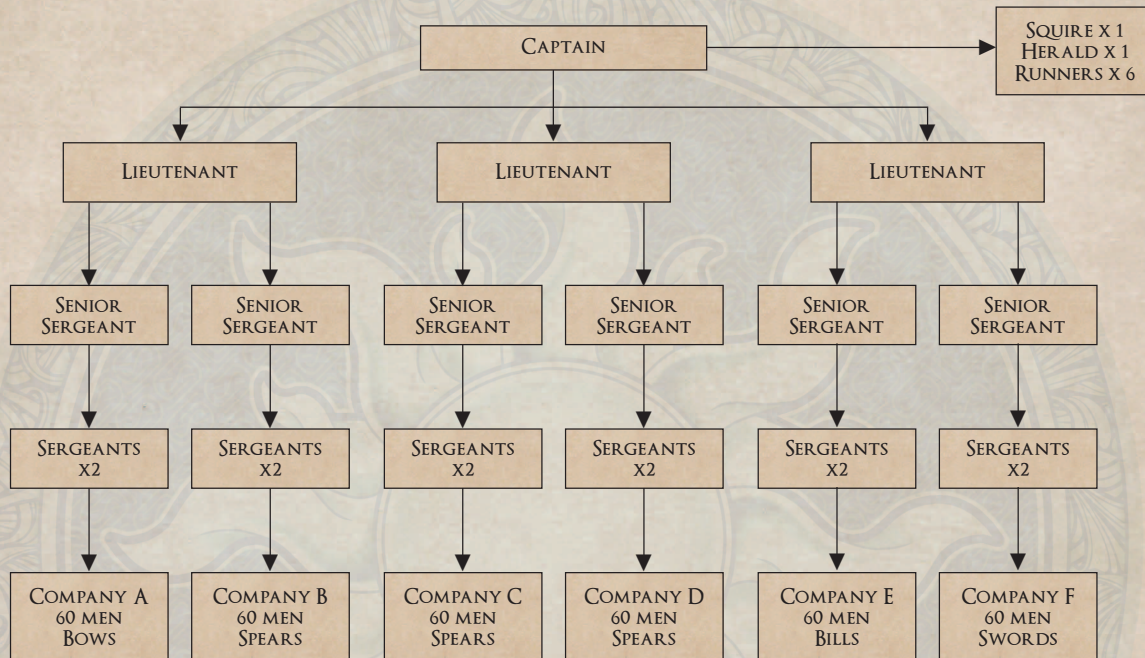 Captain
Squire x 1
Herald x 1
Runners x 6
Lieutenant
Lieutenant
Lieutenant
Senior
Sergeant
Senior
Sergeant
Senior
Sergeant
Senior
Sergeant
Senior
Sergeant
Senior
Sergeant
Sergeants
x2
Sergeants
x2
Sergeants
x2
Sergeants
x2
Sergeants
x2
Sergeants
x2
Company A
60 men
Bows
Company B
60 men
Spears
Company C
60 men
Spears
Company D
60 men
Spears
Company E
60 men
Bills
Company F
60 men
Swords